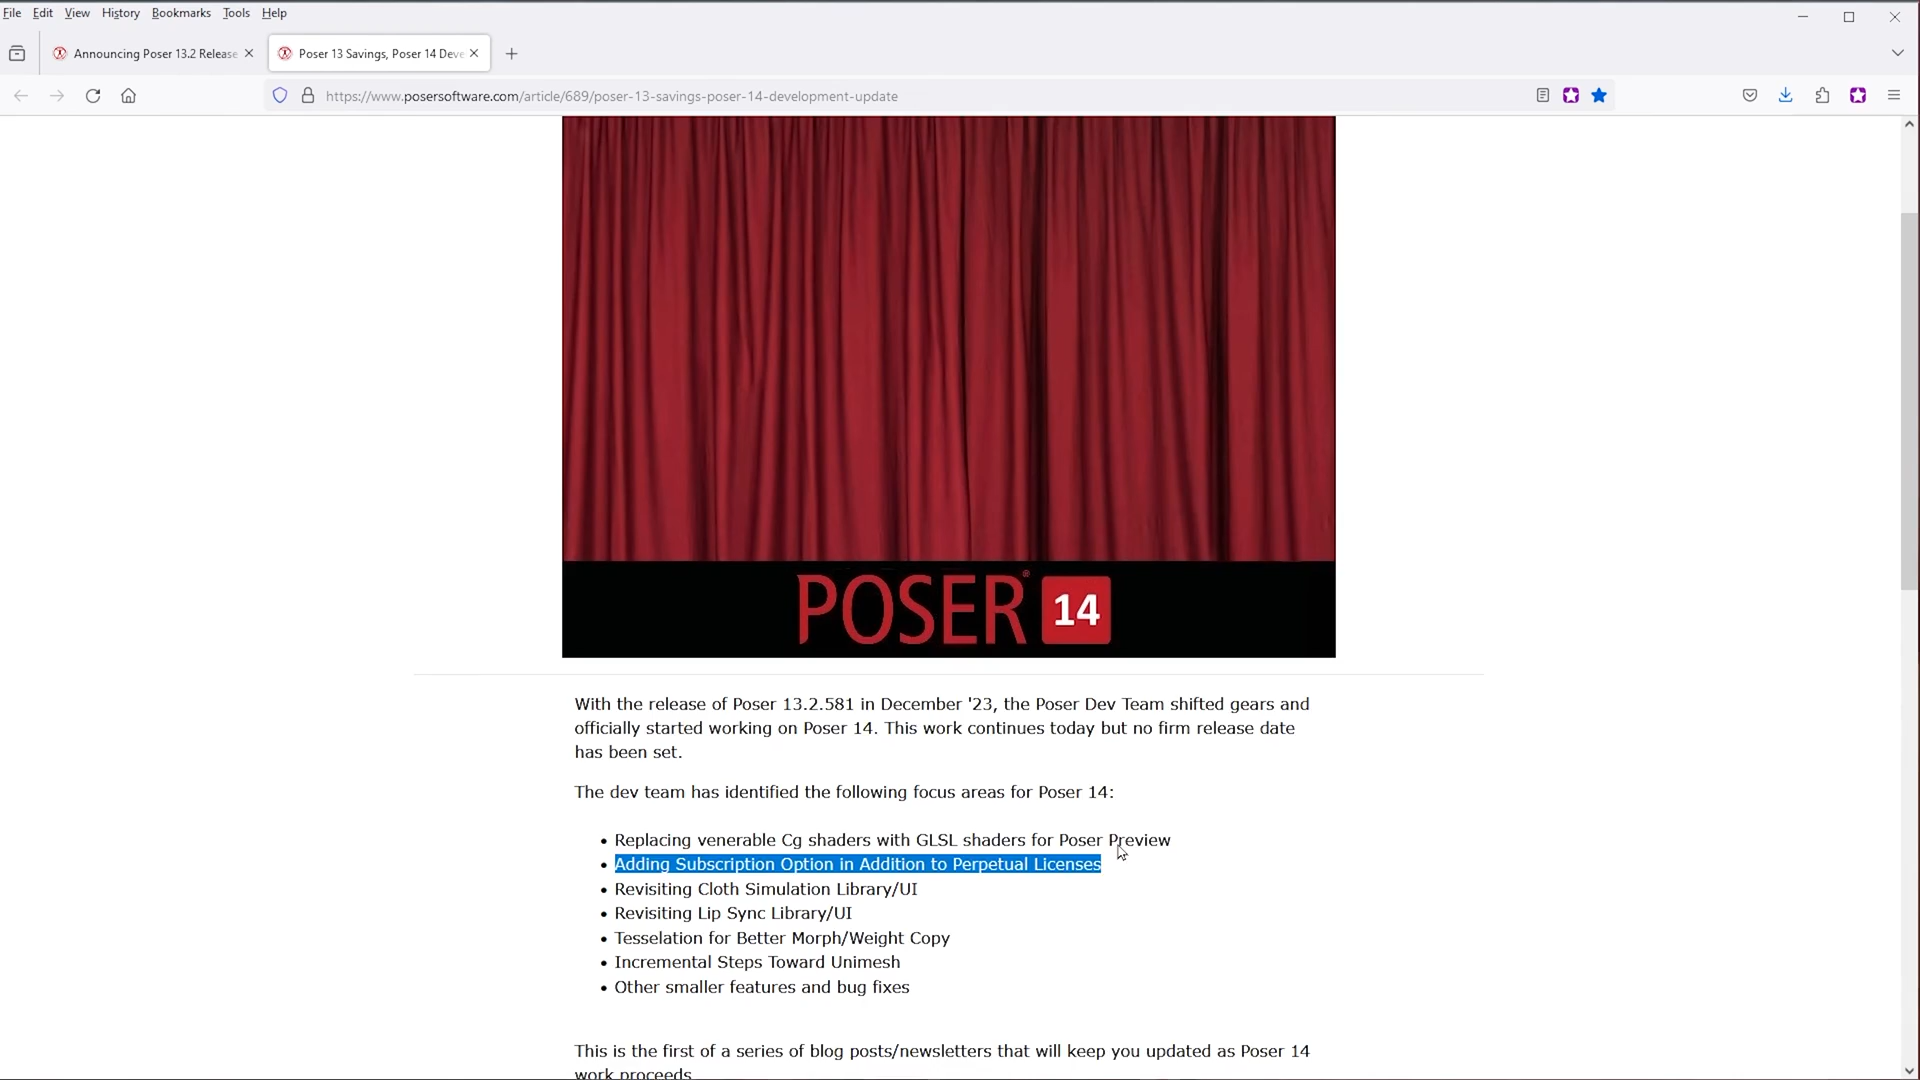 File Edit View History Bookmarks Tools Help
Announcing Poser 13.2 Release
Poser 13 Savings, Poser 14 Deve
https://www.posersoftware.com/article/689/poser-13-savings-poser-14-development-update
POSER® 14
With the release of Poser 13.2.581 in December '23, the Poser Dev Team shifted gears and
officially started working on Poser 14. This work continues today but no firm release date
has been set.
The dev team has identified the following focus areas for Poser 14:
• Replacing venerable Cg shaders with GLSL shaders for Poser Preview
• Adding Subscription Option in Addition to Perpetual Licenses
• Revisiting Cloth Simulation Library/UI
• Revisiting Lip Sync Library/UI
• Tesselation for Better Morph/Weight Copy
• Incremental Steps Toward Unimesh
• Other smaller features and bug fixes
This is the first of a series of blog posts/newsletters that will keep you updated as Poser 14
work proceeds